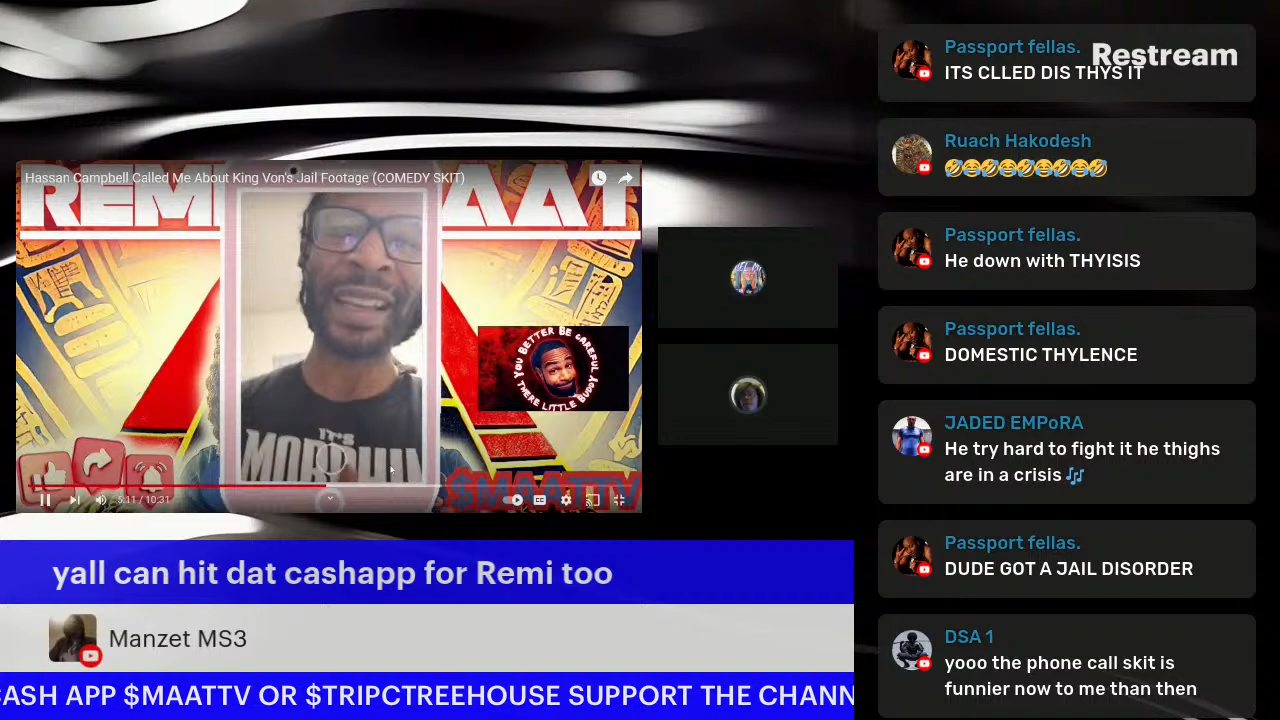 Restream
Hassan Campbell Called Me About King Von's Jail Footage (COMEDY SKIT)
REMI MAAT
IT'S
MORPHIN
YOU BETTER BE CAREFUL
THERE LITTLE BUDDY
$MAATTV
5:11 / 10:31
CC
yall can hit dat cashapp for Remi too
Manzet MS3
CASH APP $MAATTV OR $TRIPCTREEHOUSE SUPPORT THE CHANN
Passport fellas.
ITS CLLED DIS THYS IT
Ruach Hakodesh
🤣😂🤣😂🤣😂🤣😂🤣
Passport fellas.
He down with THYISIS
Passport fellas.
DOMESTIC THYLENCE
JADED EMPoRA
He try hard to fight it he thighs
are in a crisis 🎶
Passport fellas.
DUDE GOT A JAIL DISORDER
DSA 1
yooo the phone call skit is
funnier now to me than then